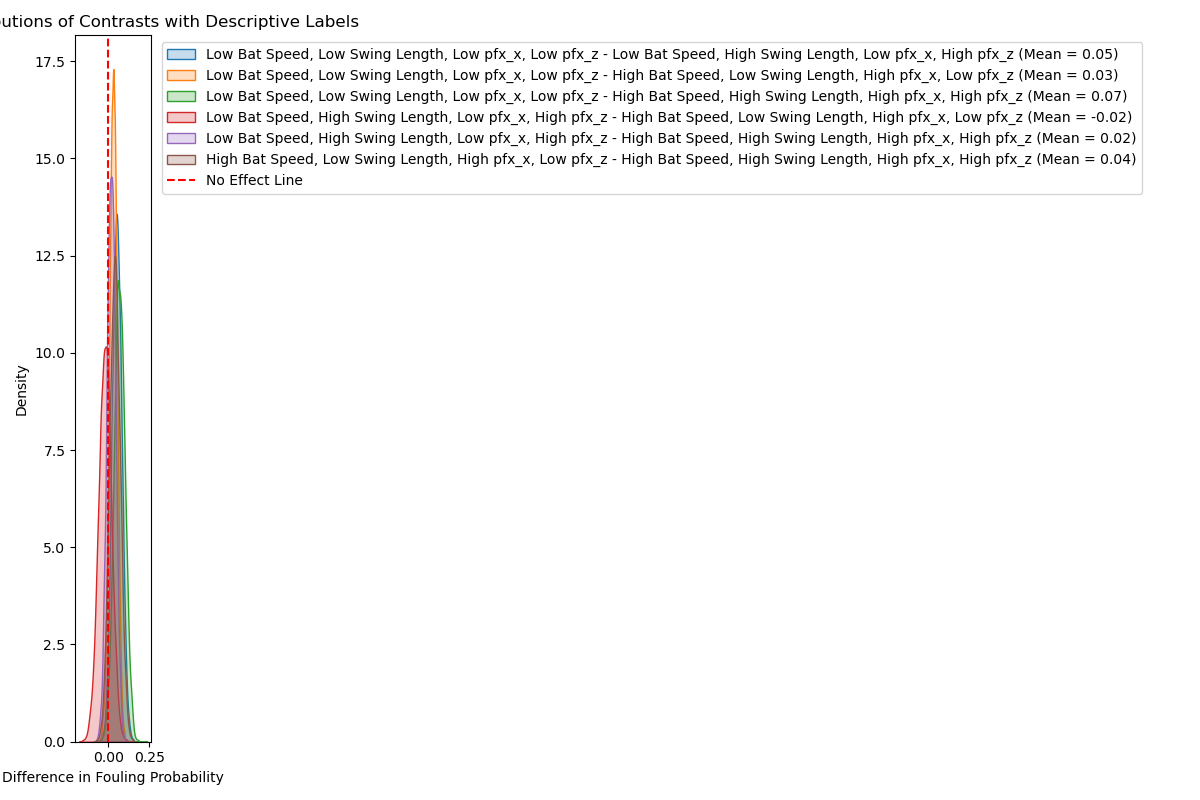 utions of Contrasts with Descriptive Labels
Low Bat Speed, Low Swing Length, Low pfx_x, Low pfx_z - Low Bat Speed, High Swing Length, Low pfx_x, High pfx_z (Mean = 0.05)
Low Bat Speed, Low Swing Length, Low pfx_x, Low pfx_z - High Bat Speed, Low Swing Length, High pfx_x, Low pfx_z (Mean = 0.03)
Low Bat Speed, Low Swing Length, Low pfx_x, Low pfx_z - High Bat Speed, High Swing Length, High pfx_x, High pfx_z (Mean = 0.07)
Low Bat Speed, High Swing Length, Low pfx_x, High pfx_z - High Bat Speed, Low Swing Length, High pfx_x, Low pfx_z (Mean = -0.02)
Low Bat Speed, High Swing Length, Low pfx_x, High pfx_z - High Bat Speed, High Swing Length, High pfx_x, High pfx_z (Mean = 0.02)
High Bat Speed, Low Swing Length, High pfx_x, Low pfx_z - High Bat Speed, High Swing Length, High pfx_x, High pfx_z (Mean = 0.04)
No Effect Line
17.5
15.0
12.5
10.0
7.5
5.0
2.5
0.0
Density
0.00 0.25
Difference in Fouling Probability